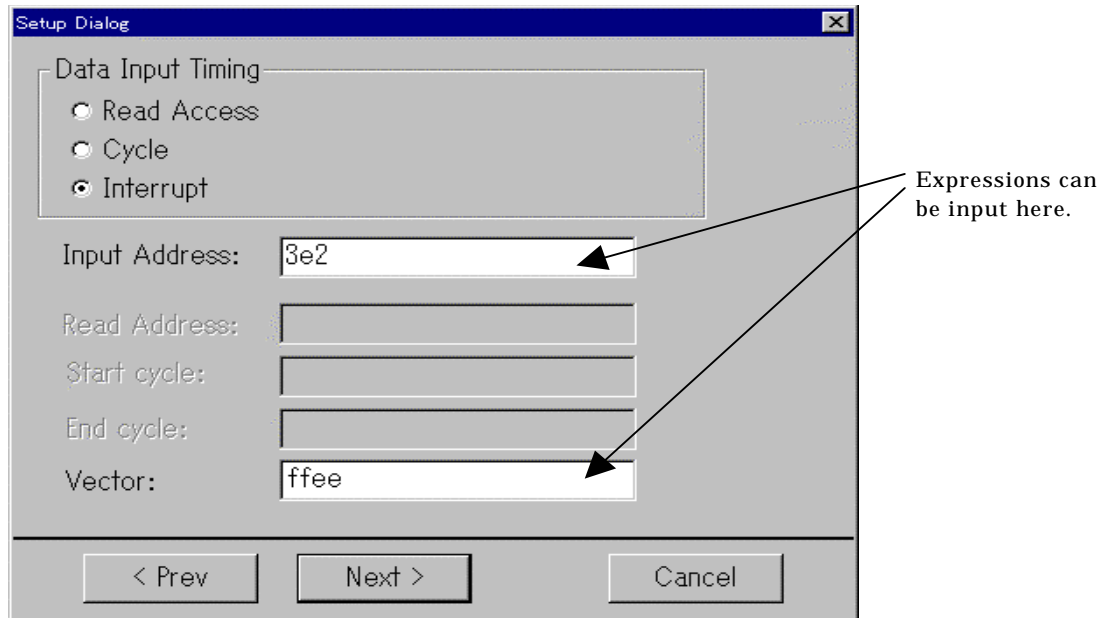 Setup Dialog
Data Input Timing
Read Access
Cycle
Interrupt
Input Address: 3e2
Read Address:
Start cycle:
End cycle:
Vector: ffee
< Prev Next > Cancel
Expressions can
be input here.